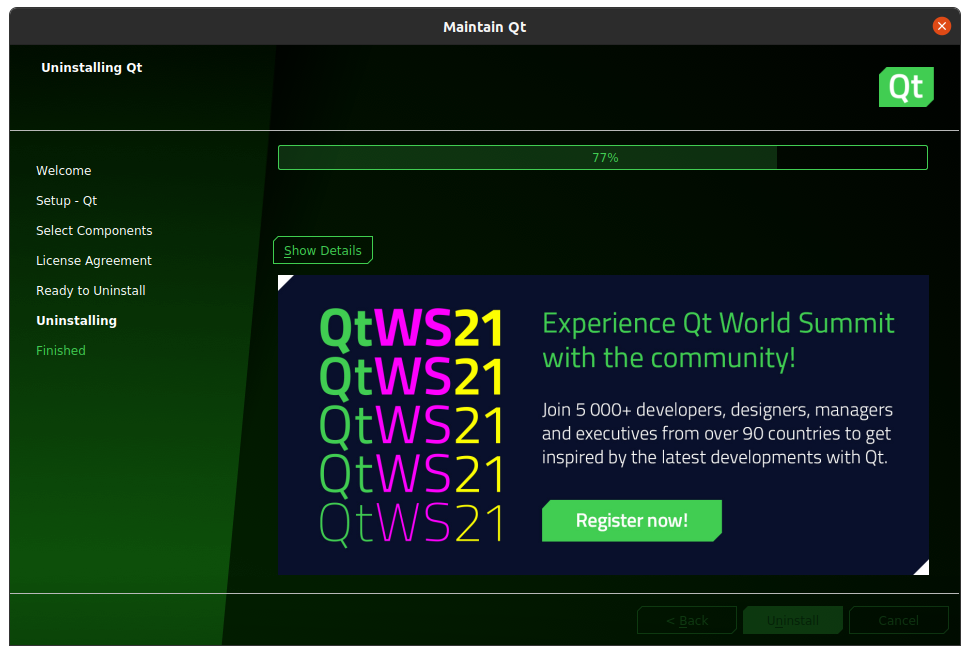 Maintain Qt
Uninstalling Qt
Qt
Welcome
Setup - Qt
Select Components
License Agreement
Ready to Uninstall
Uninstalling
Finished
77%
Show Details
QtWS21
QtWS21
QtWS21
QtWS21
QtWS21
Experience Qt World Summit
with the community!
Join 5 000+ developers, designers, managers
and executives from over 90 countries to get
inspired by the latest developments with Qt.
Register now!
< Back
Uninstall
Cancel